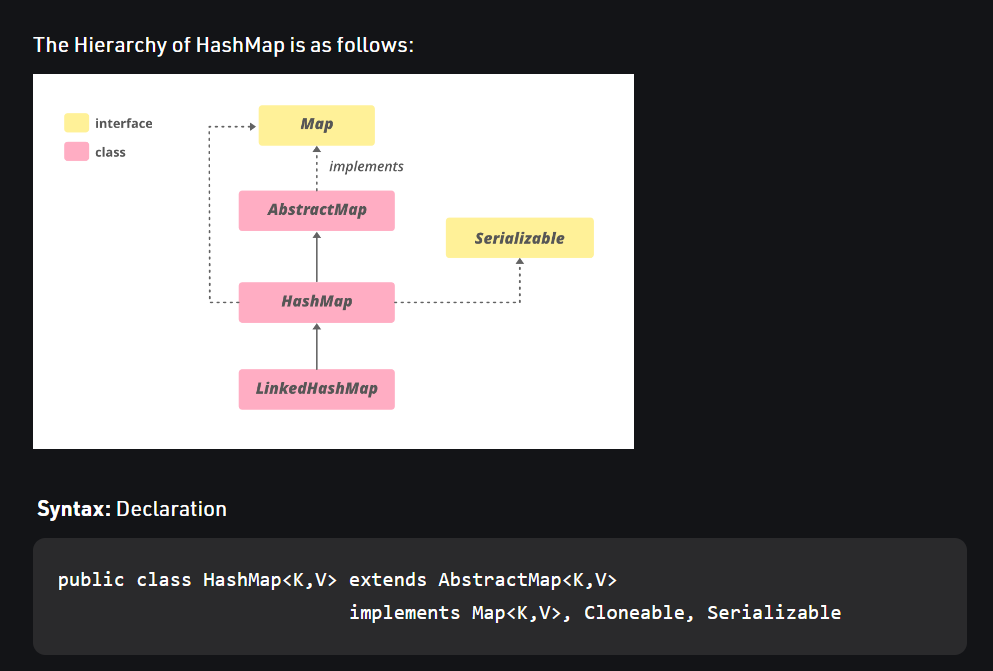 The Hierarchy of HashMap is as follows:
interface
class
Map
implements
AbstractMap
Serializable
HashMap
LinkedHashMap
Syntax: Declaration
public class HashMap<K,V> extends AbstractMap<K,V>
implements Map<K,V>, Cloneable, Serializable